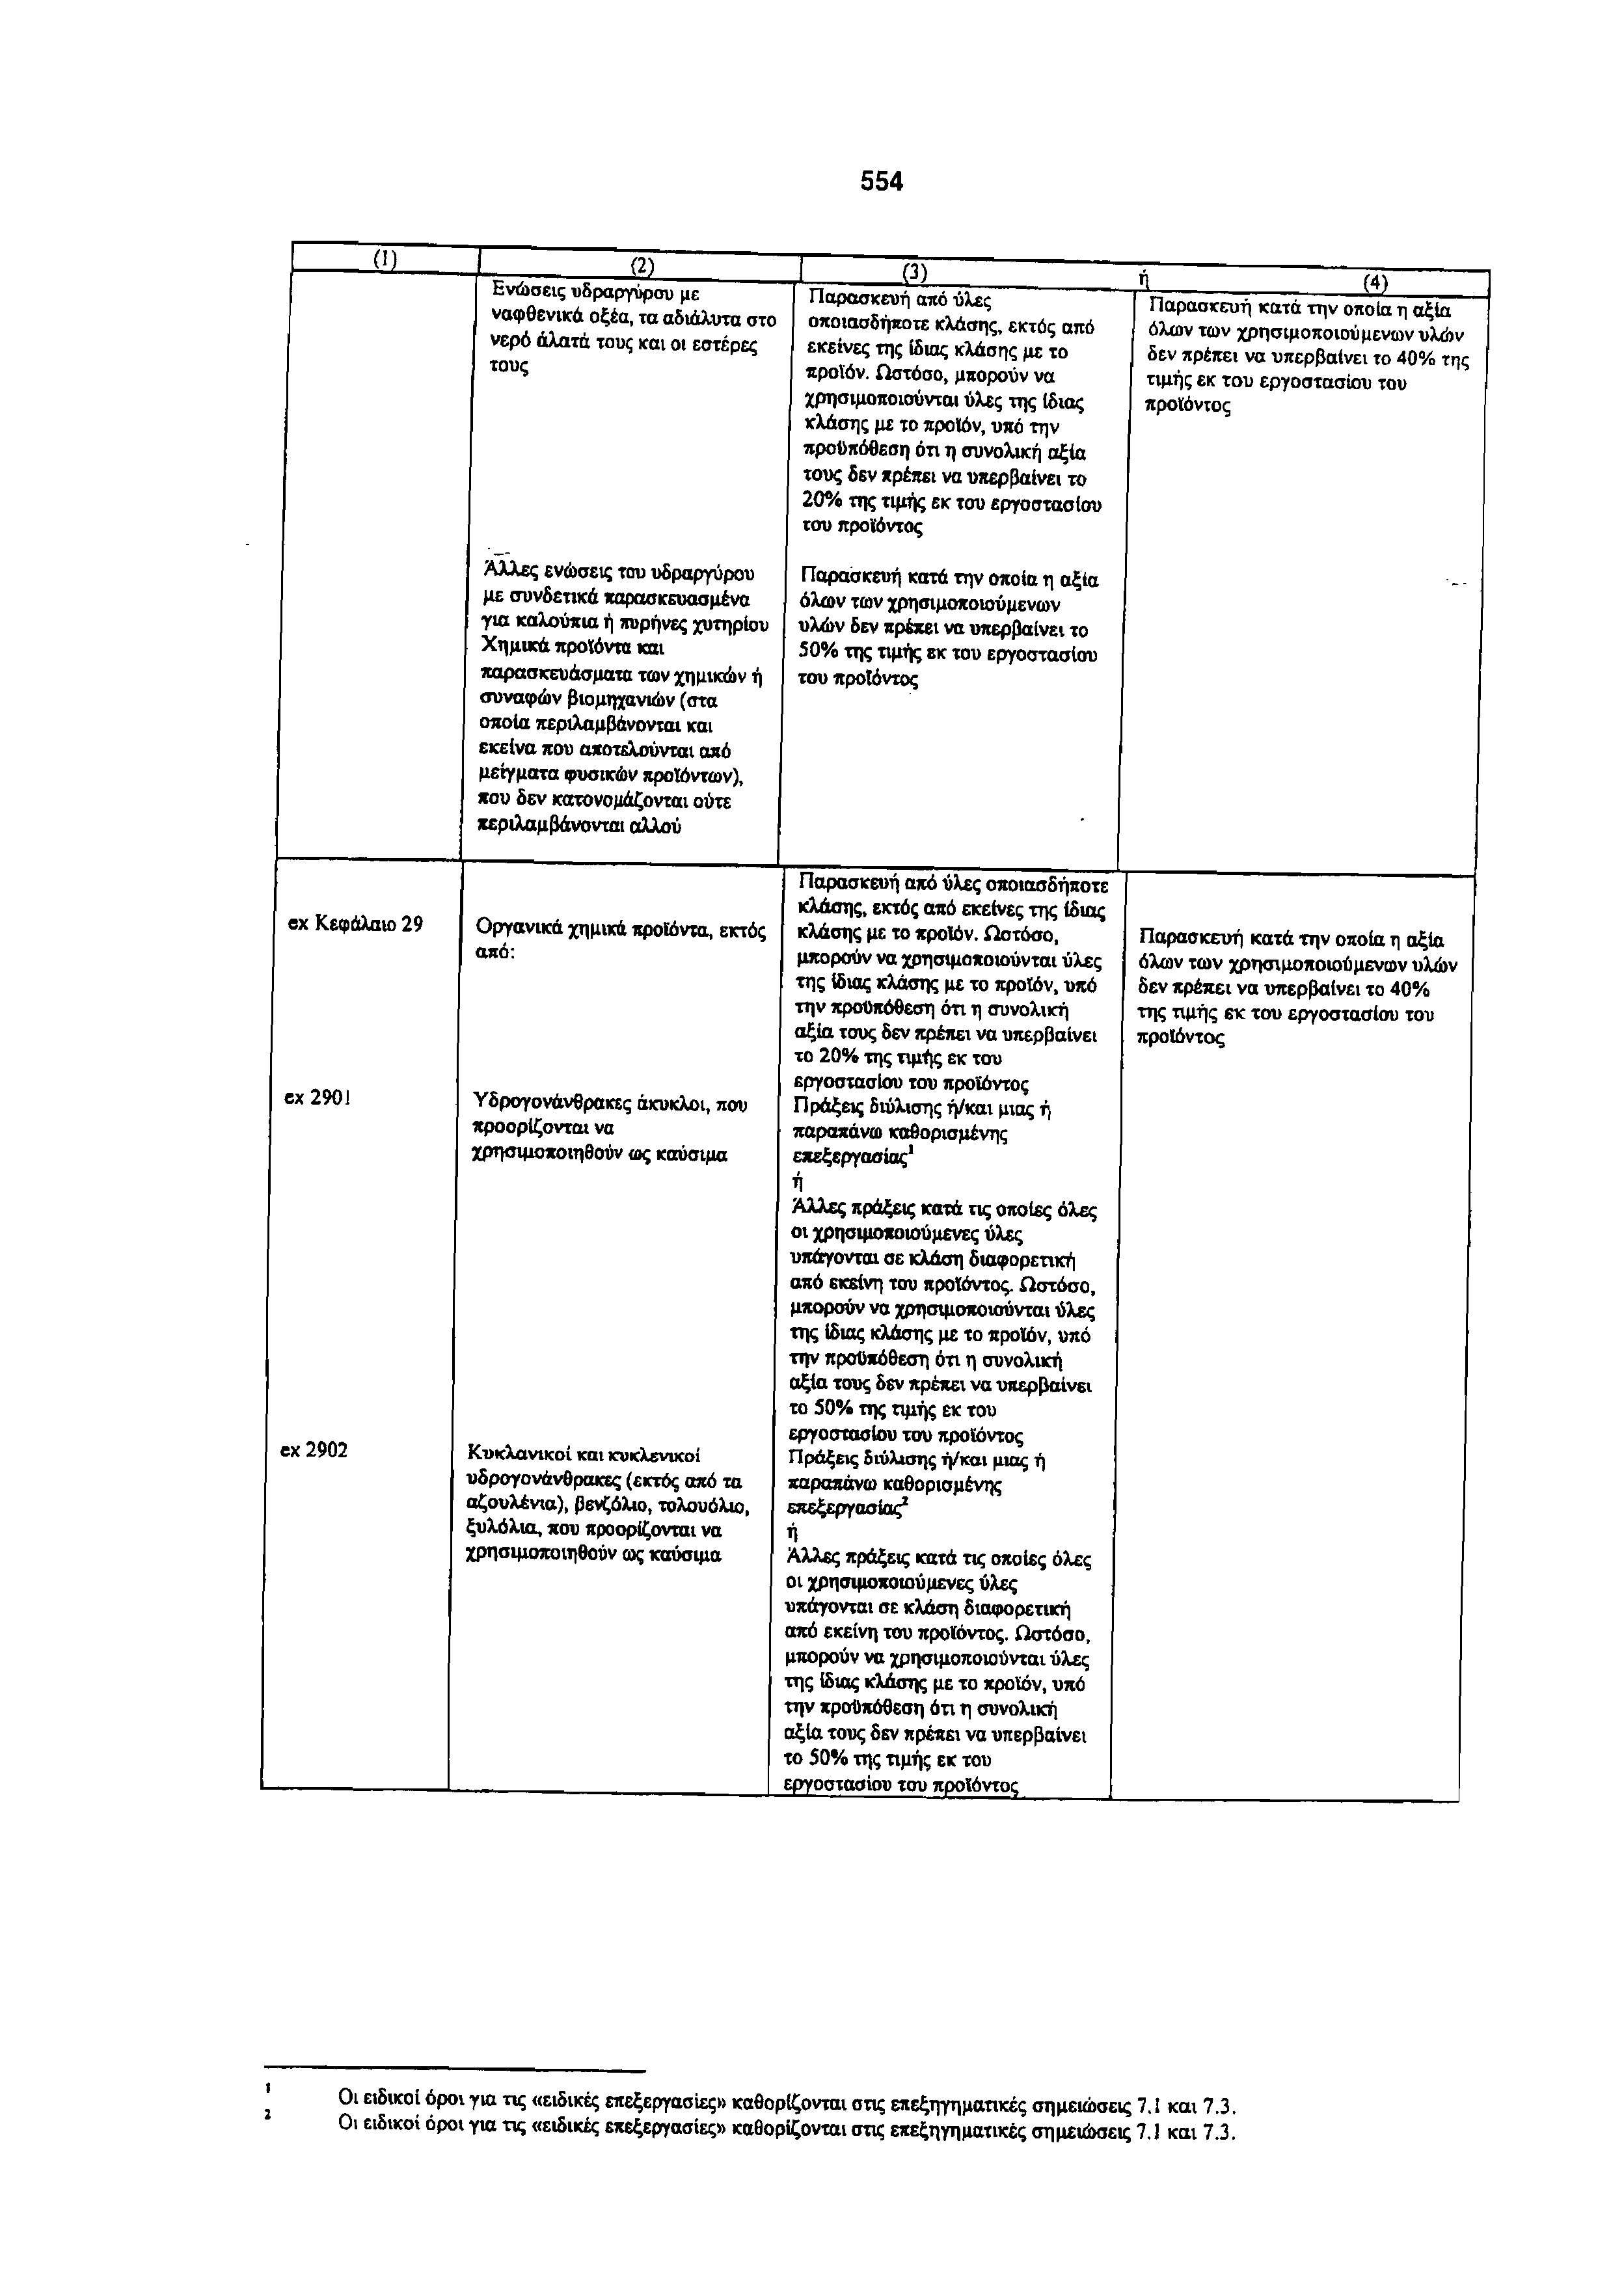 554
(1) (2) (3) ή (4)
Ενώσεις υδραργύρου με
ναφθενικά οξέα, τα αδιάλυτα στο
νερό άλατά τους και οι εστέρες
τους
Παρασκευή από ύλες
οποιασδήποτε κλάσης, εκτός από
εκείνες της ίδιας κλάσης με το
προϊόν. Ωστόσο, μπορούν να
χρησιμοποιούνται ύλες της ίδιας
κλάσης με το προϊόν, υπό την
προϋπόθεση ότι η συνολική αξία
τους δεν πρέπει να υπερβαίνει το
20% της τιμής εκ του εργοστασίου
του προϊόντος
Παρασκευή κατά την οποία η αξία
όλων των χρησιμοποιούμενων υλών
δεν πρέπει να υπερβαίνει το 40% της
τιμής εκ του εργοστασίου του
προϊόντος
Άλλες ενώσεις του υδραργύρου
με συνδετικά παρασκευασμένα
για καλούπια ή πυρήνες χυτηρίου
Χημικά προϊόντα και
παρασκευάσματα των χημικών ή
συναφών βιομηχανιών (στα
οποία περιλαμβάνονται και
εκείνα που αποτελούνται από
μείγματα φυσικών προϊόντων),
που δεν κατονομάζονται ούτε
περιλαμβάνονται αλλού
Παρασκευή κατά την οποία η αξία
όλων των χρησιμοποιούμενων
υλών δεν πρέπει να υπερβαίνει το
50% της τιμής εκ του εργοστασίου
του προϊόντος
ex Κεφάλαιο 29
Οργανικά χημικά προϊόντα, εκτός
από:
Παρασκευή από ύλες οποιασδήποτε
κλάσης, εκτός από εκείνες της ίδιας
κλάσης με το προϊόν. Ωστόσο,
μπορούν να χρησιμοποιούνται ύλες
της ίδιας κλάσης με το προϊόν, υπό
την προϋπόθεση ότι η συνολική
αξία τους δεν πρέπει να υπερβαίνει
το 20% της τιμής εκ του
εργοστασίου του προϊόντος
Παρασκευή κατά την οποία η αξία
όλων των χρησιμοποιούμενων υλών
δεν πρέπει να υπερβαίνει το 40%
της τιμής εκ του εργοστασίου του
προϊόντος
ex 2901
Υδρογονάνθρακες άκυκλοι, που
προορίζονται να
χρησιμοποιηθούν ως καύσιμα
Πράξεις διύλισης ή/και μιας ή
παραπάνω καθορισμένης
επεξεργασίας¹
ή
Άλλες πράξεις κατά τις οποίες όλες
οι χρησιμοποιούμενες ύλες
υπάγονται σε κλάση διαφορετική
από εκείνη του προϊόντος. Ωστόσο,
μπορούν να χρησιμοποιούνται ύλες
της ίδιας κλάσης με το προϊόν, υπό
την προϋπόθεση ότι η συνολική
αξία τους δεν πρέπει να υπερβαίνει
το 50% της τιμής εκ του
εργοστασίου του προϊόντος
ex 2902
Κυκλανικοί και κυκλενικοί
υδρογονάνθρακες (εκτός από τα
αζουλένια), βενζόλιο, τολουόλιο,
ξυλόλια, που προορίζονται να
χρησιμοποιηθούν ως καύσιμα
Πράξεις διύλισης ή/και μιας ή
παραπάνω καθορισμένης
επεξεργασίας²
ή
Άλλες πράξεις κατά τις οποίες όλες
οι χρησιμοποιούμενες ύλες
υπάγονται σε κλάση διαφορετική
από εκείνη του προϊόντος. Ωστόσο,
μπορούν να χρησιμοποιούνται ύλες
της ίδιας κλάσης με το προϊόν, υπό
την προϋπόθεση ότι η συνολική
αξία τους δεν πρέπει να υπερβαίνει
το 50% της τιμής εκ του
εργοστασίου του προϊόντος
¹ Οι ειδικοί όροι για τις «ειδικές επεξεργασίες» καθορίζονται στις επεξηγηματικές σημειώσεις 7.1 και 7.3.
² Οι ειδικοί όροι για τις «ειδικές επεξεργασίες» καθορίζονται στις επεξηγηματικές σημειώσεις 7.1 και 7.3.